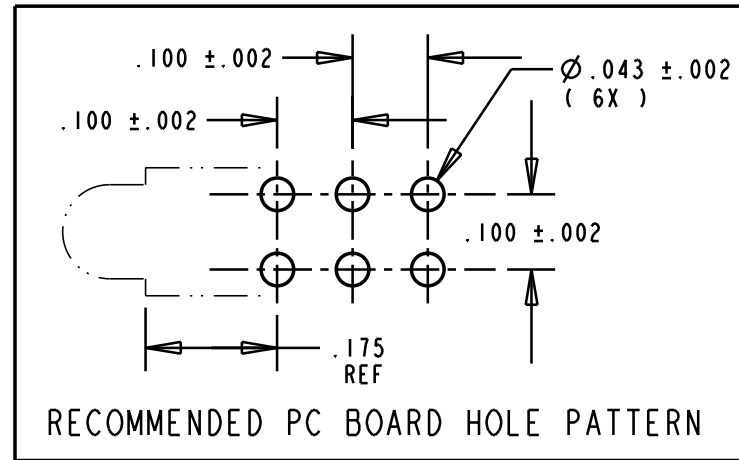 .100 ±.002
Ø.043 ±.002
( 6X )
.100 ±.002
.100 ±.002
.175
REF
RECOMMENDED PC BOARD HOLE PATTERN